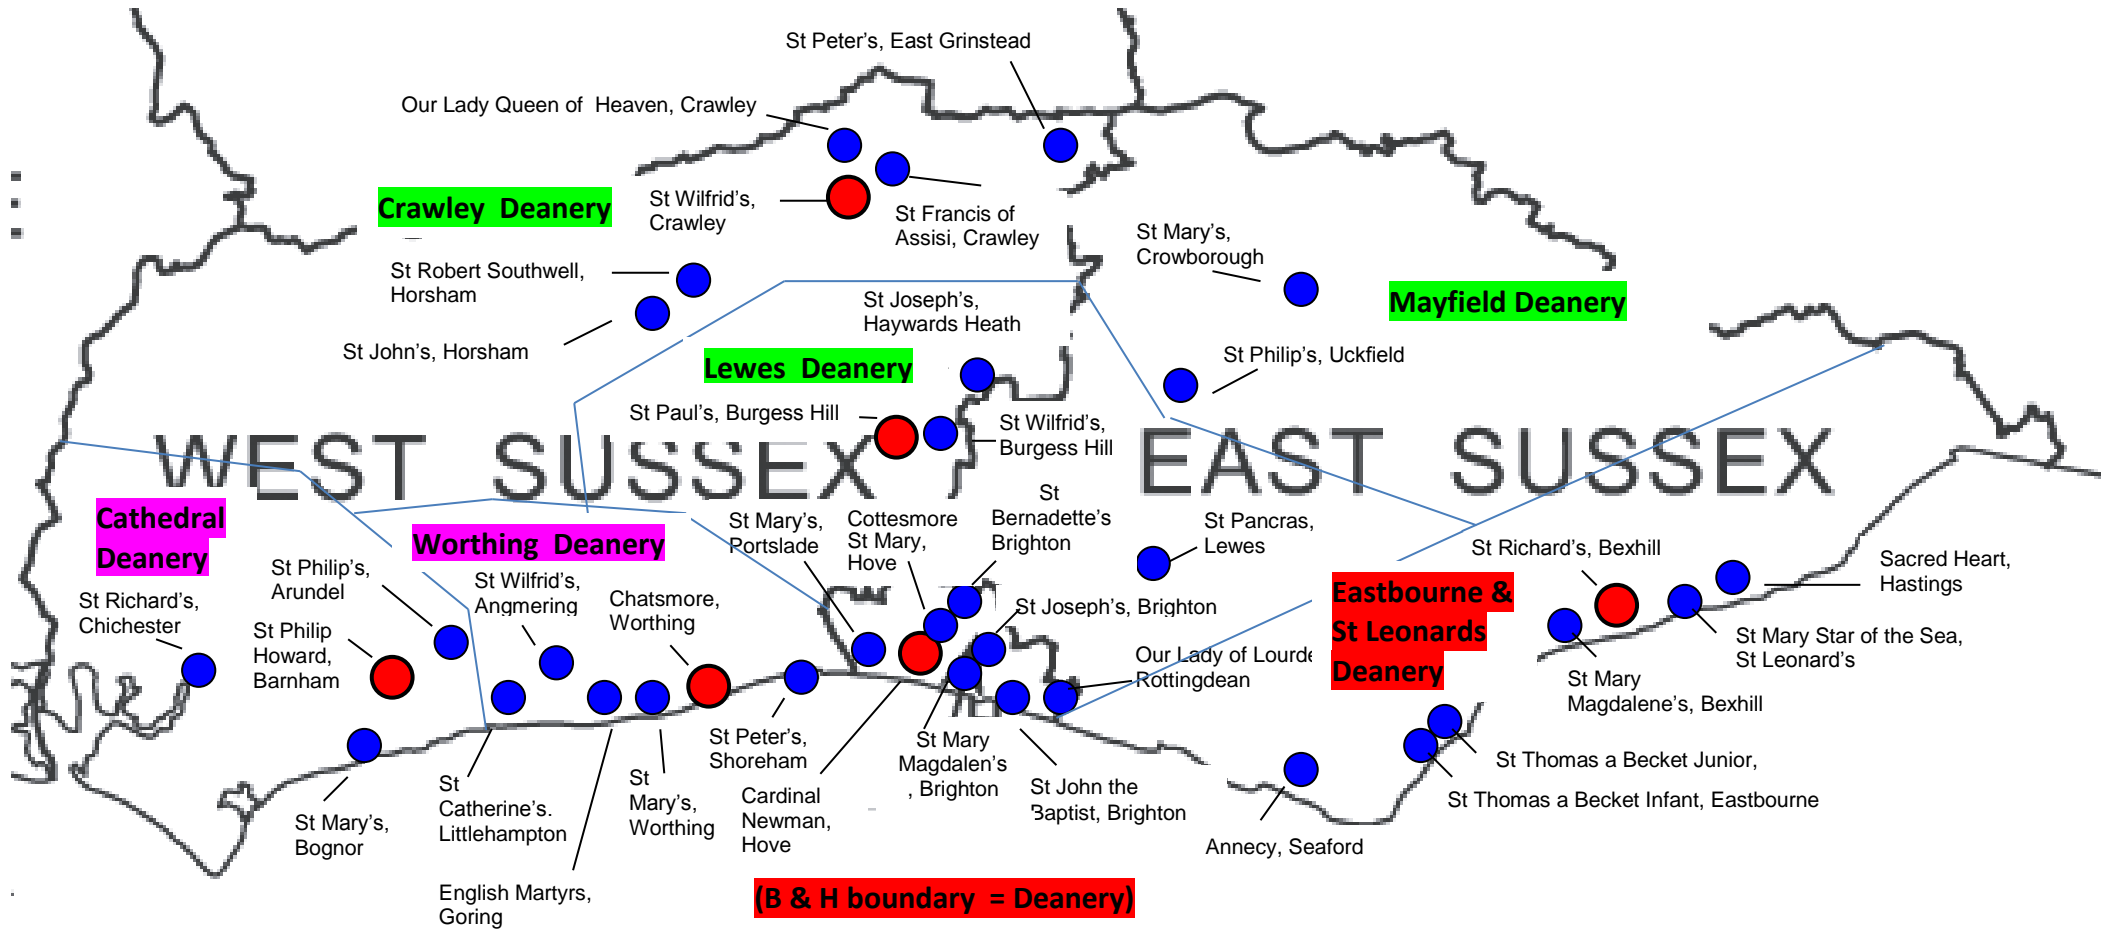 St Peter’s, East Grinstead
Our Lady Queen of  Heaven, Crawley
Crawley  Deanery
St Wilfrid’s,
Crawley
St Francis of
Assisi, Crawley
St Mary’s,
Crowborough
St Robert Southwell,
Horsham
St Joseph’s,
Haywards Heath
Mayfield Deanery
St John’s, Horsham
Lewes  Deanery
St Philip’s, Uckfield
St Paul’s, Burgess Hill
St Wilfrid’s,
Burgess Hill
WEST SUSSEX
EAST SUSSEX
Cathedral
Deanery
Worthing  Deanery
St Mary’s,
Portslade
Cottesmore
St Mary,
Hove
St
Bernadette’s
Brighton
St Pancras,
Lewes
St Richard’s, Bexhill
Sacred Heart,
Hastings
St Philip’s,
Arundel
St Wilfrid’s,
Angmering
Chatsmore,
Worthing
St Joseph’s, Brighton
Eastbourne &
St Leonards
Deanery
St Richard’s,
Chichester
St Philip
Howard,
Barnham
Our Lady of Lourde
Rottingdean
St Mary Star of the Sea,
St Leonard’s
St Mary
Magdalene’s, Bexhill
St Peter’s,
Shoreham
St Mary
Magdalen’s
, Brighton
St John the
Baptist, Brighton
St Thomas a Becket Junior,
St Thomas a Becket Infant, Eastbourne
St Mary’s,
Bognor
St
Catherine’s.
Littlehampton
St
Mary’s,
Worthing
Cardinal
Newman,
Hove
Annecy, Seaford
English Martyrs,
Goring
(B & H boundary  = Deanery)